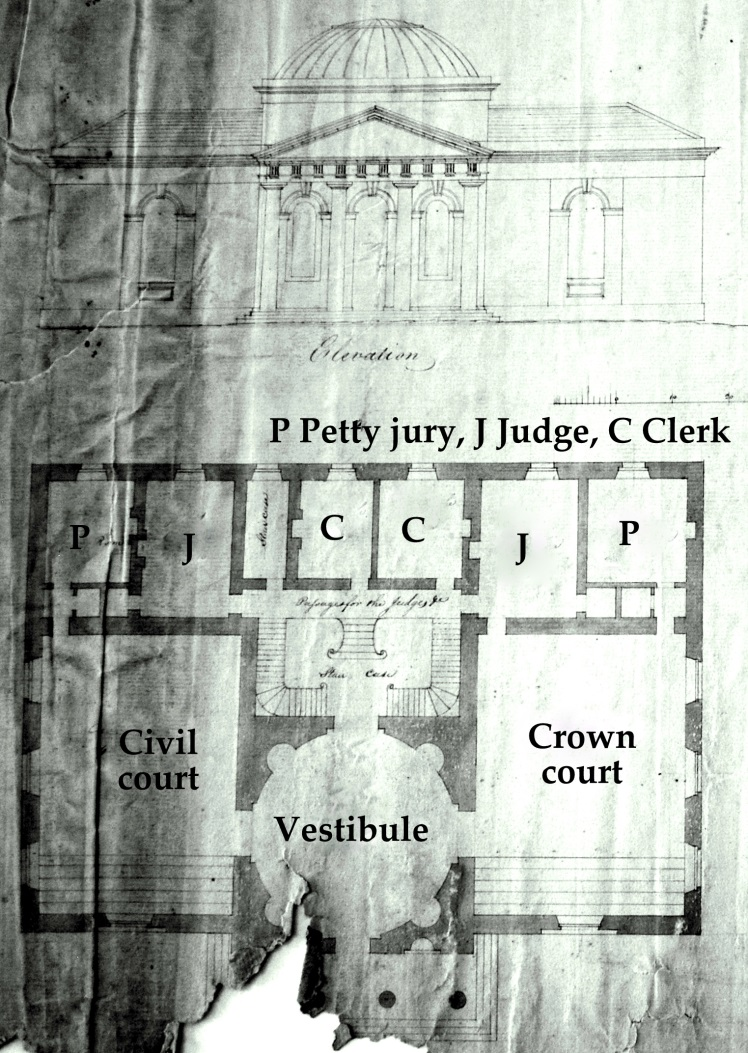 Elevation
P Petty jury, J Judge, C Clerk
P
J
C
C
J
P
Passage for the Judges &c
Stair Case
Civil
court
Crown
court
Vestibule